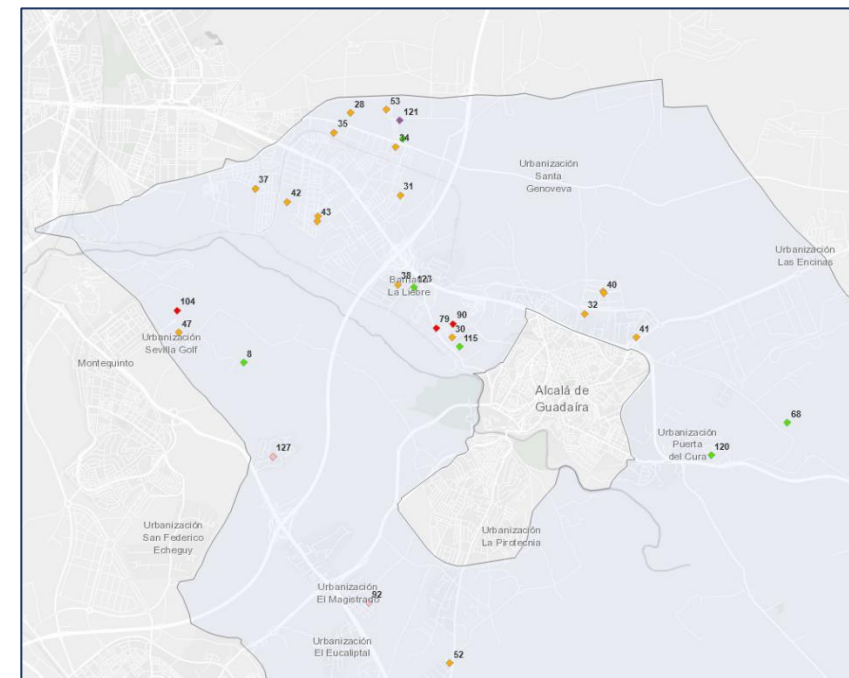 53
28
121
35
34
Urbanización
Santa
Genoveva
37
42
31
43
Urbanización
Las Encinas
38
123
La Liebre
40
104
32
79
90
47
30
41
Urbanización
Sevilla Golf
115
Montequinto
8
Alcalá de
Guadaíra
68
Urbanización
Puerta
del Cura
120
127
Urbanización
San Federico
Echeguy
Urbanización
La Pirotecnia
Urbanización
El Magistrado
92
Urbanización
El Eucaliptal
52